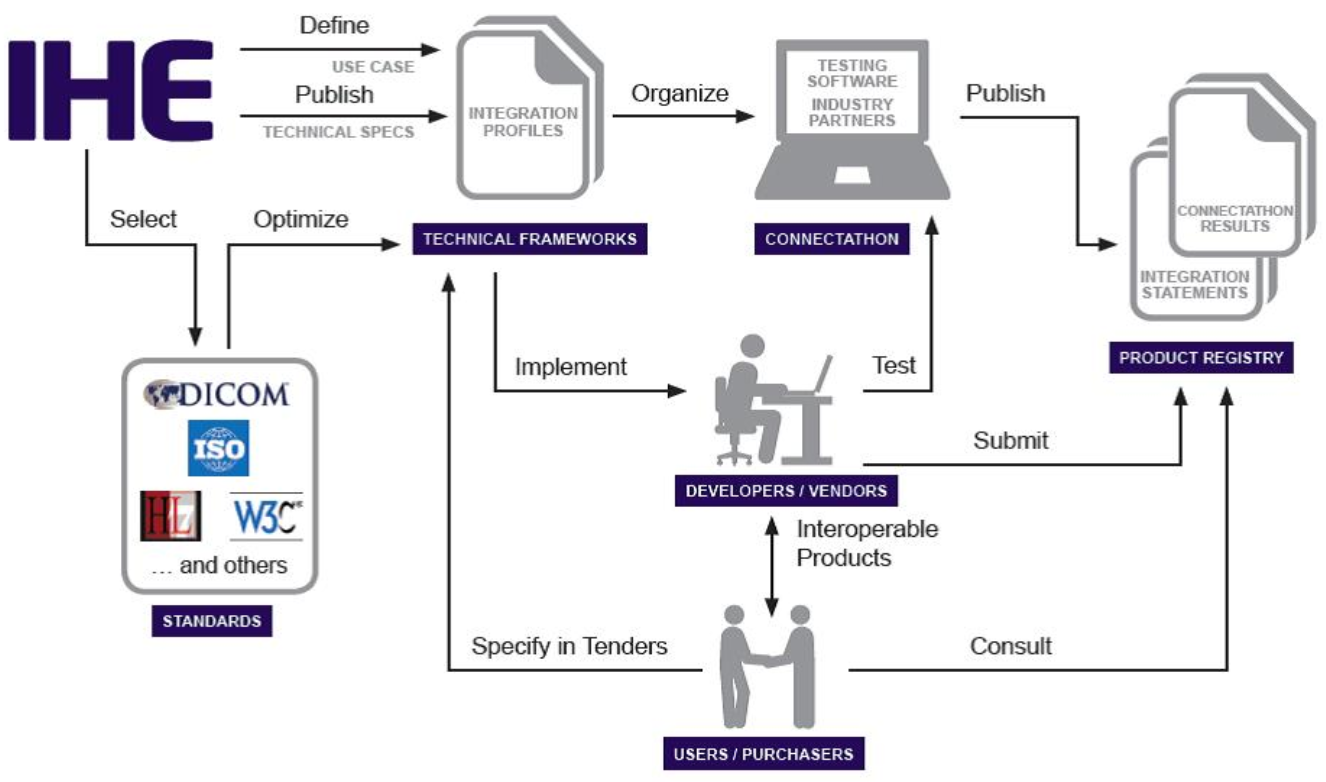 IHE
Define
USE CASE
Publish
TECHNICAL SPECS
INTEGRATION
PROFILES
Organize
TESTING
SOFTWARE
INDUSTRY
PARTNERS
Publish
CONNECTATHON
RESULTS
INTEGRATION
STATEMENTS
Select
Optimize
TECHNICAL FRAMEWORKS
CONNECTATHON
PRODUCT REGISTRY
DICOM
ISO
HL7
W3C
... and others
STANDARDS
Implement
Test
Submit
DEVELOPERS / VENDORS
Interoperable
Products
Specify in Tenders
Consult
USERS / PURCHASERS